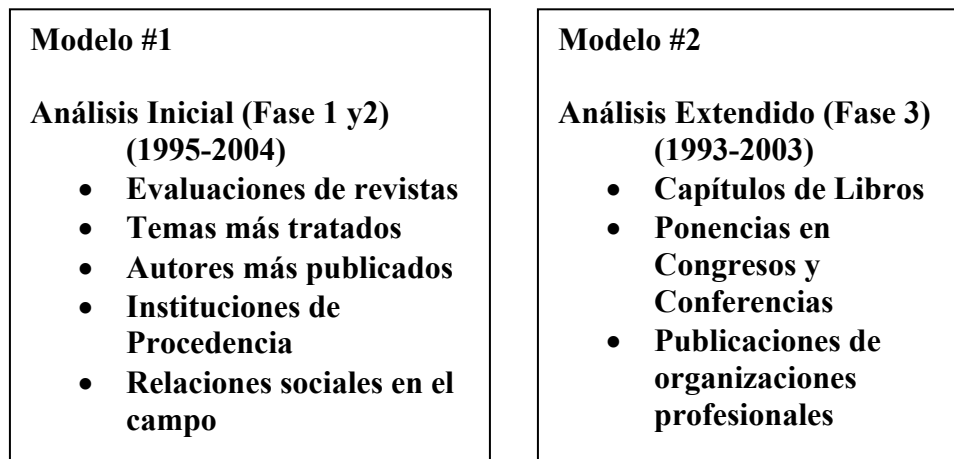 Modelo #1
Análisis Inicial (Fase 1 y2)
(1995-2004)
• Evaluaciones de revistas
• Temas más tratados
• Autores más publicados
• Instituciones de
Procedencia
• Relaciones sociales en el
campo
Modelo #2
Análisis Extendido (Fase 3)
(1993-2003)
• Capítulos de Libros
• Ponencias en
Congresos y
Conferencias
• Publicaciones de
organizaciones
profesionales